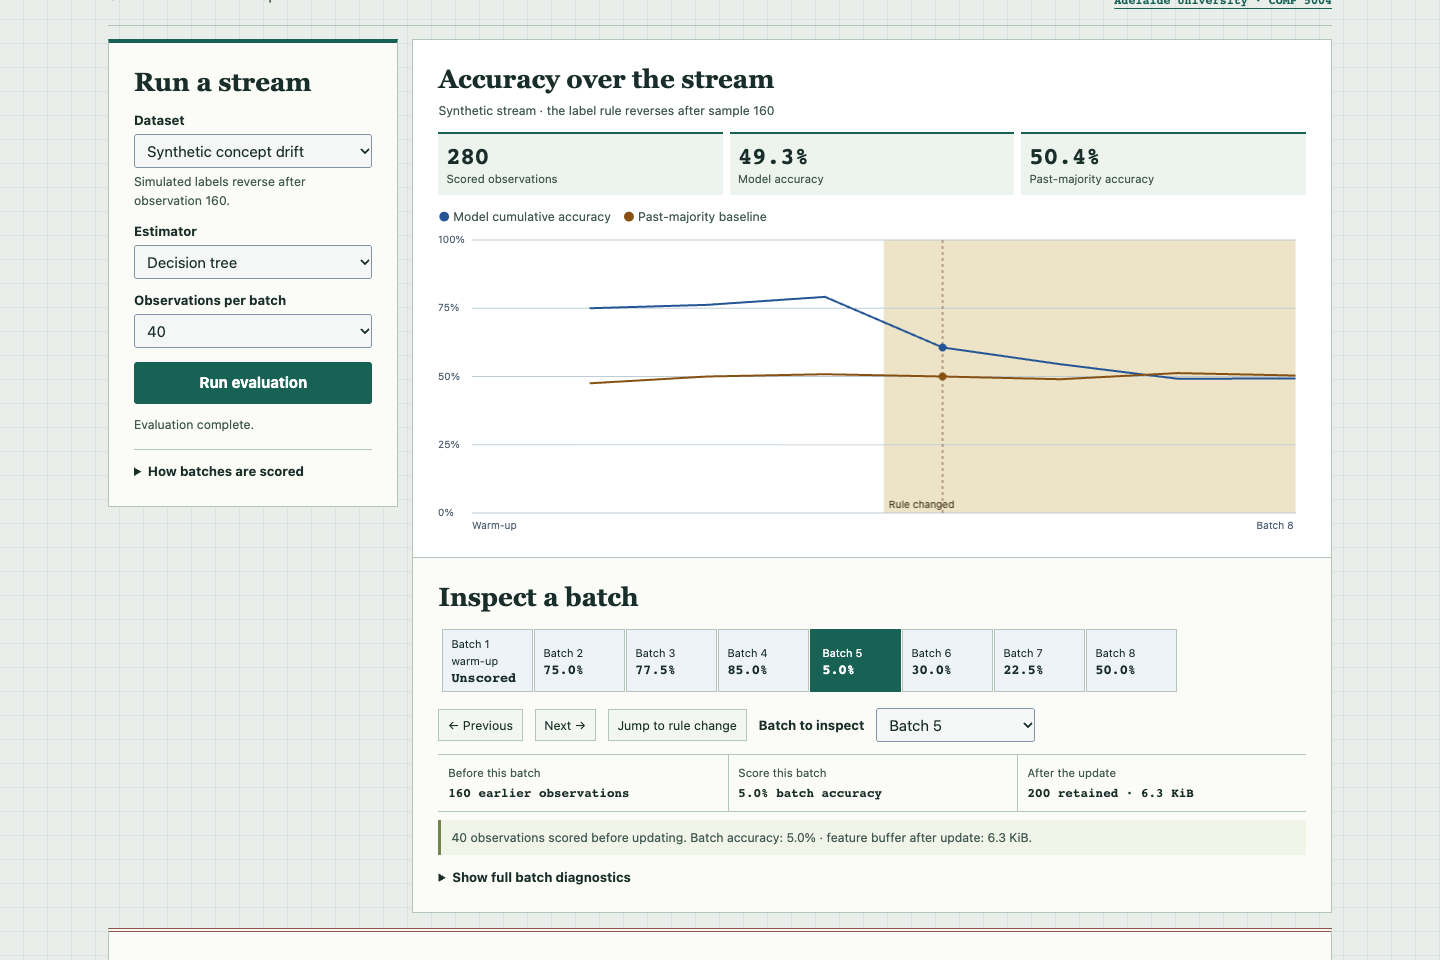 Adelaide University · COMP 5004
Run a stream
Dataset
Synthetic concept drift
Simulated labels reverse after
observation 160.
Estimator
Decision tree
Observations per batch
40
Run evaluation
Evaluation complete.
How batches are scored
Accuracy over the stream
Synthetic stream · the label rule reverses after sample 160
280
Scored observations
49.3%
Model accuracy
50.4%
Past-majority accuracy
Model cumulative accuracy
Past-majority baseline
100%
75%
50%
25%
0%
Rule changed
Warm-up
Batch 8
Inspect a batch
Batch 1
warm-up
Unscored
Batch 2
75.0%
Batch 3
77.5%
Batch 4
85.0%
Batch 5
5.0%
Batch 6
30.0%
Batch 7
22.5%
Batch 8
50.0%
← Previous
Next →
Jump to rule change
Batch to inspect
Batch 5
Before this batch
160 earlier observations
Score this batch
5.0% batch accuracy
After the update
200 retained · 6.3 KiB
40 observations scored before updating. Batch accuracy: 5.0% · feature buffer after update: 6.3 KiB.
Show full batch diagnostics